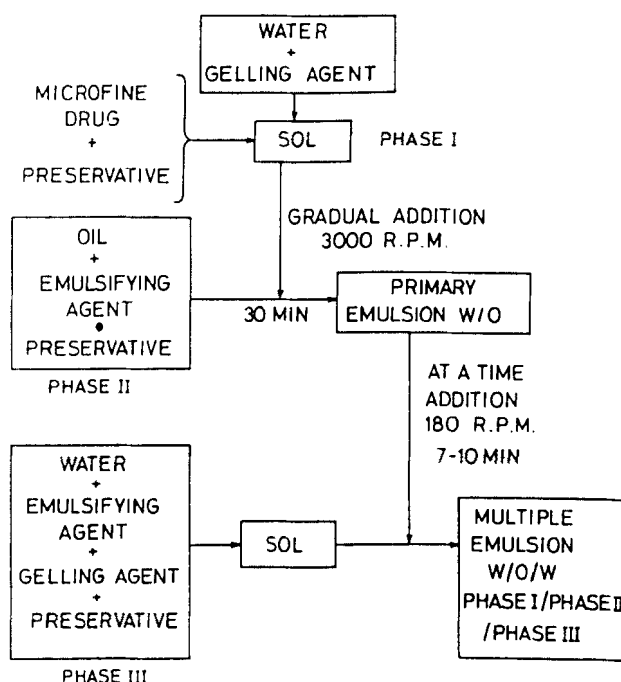 WATER
+
GELLING AGENT
MICROFINE
DRUG
+
PRESERVATIVE
SOL
PHASE I
GRADUAL ADDITION
3000 R.P.M.
OIL
+
EMULSIFYING
AGENT
•
PRESERVATIVE
PHASE II
30 MIN
PRIMARY
EMULSION W/O
AT A TIME
ADDITION
180 R.P.M.
7-10 MIN
WATER
+
EMULSIFYING
AGENT
+
GELLING AGENT
+
PRESERVATIVE
PHASE III
SOL
MULTIPLE
EMULSION
W/O/W
PHASE I/PHASE II
/PHASE III